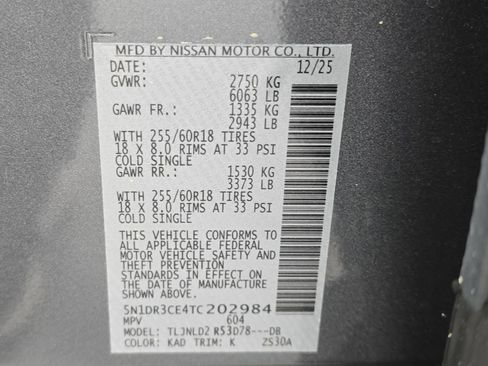 MFD BY NISSAN MOTOR CO., LTD.
DATE: 12/25
GVWR: 2750 KG
6063 LB
GAWR FR.: 1335 KG
2943 LB
WITH 255/60R18 TIRES
18 X 8.0 RIMS AT 33 PSI
COLD SINGLE
GAWR RR.: 1530 KG
3373 LB
WITH 255/60R18 TIRES
18 X 8.0 RIMS AT 33 PSI
COLD SINGLE
THIS VEHICLE CONFORMS TO
ALL APPLICABLE FEDERAL
MOTOR VEHICLE SAFETY AND
THEFT PREVENTION
STANDARDS IN EFFECT ON
THE DATE OF MANUFACTURE
SHOWN ABOVE.
5N1DR3CE4TC202984
MPV 604
MODEL: TLJNLD2 R53D78---DB
COLOR: KAD TRIM: K ZS30A